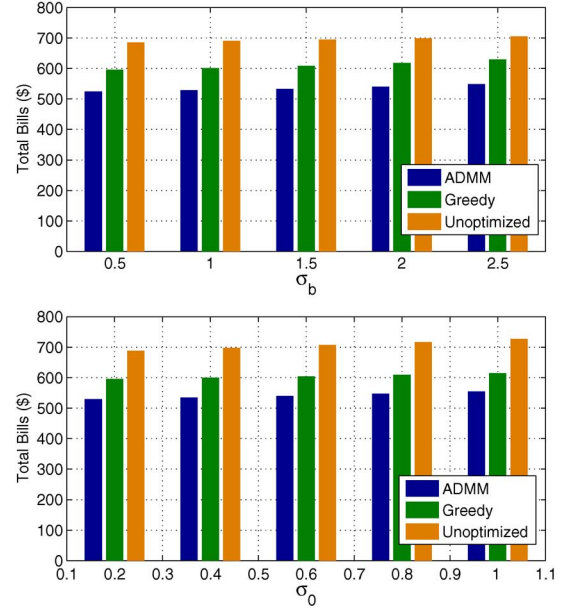 800
700
600
500
400
300
200
100
0
Total Bills ($)
ADMM
Greedy
Unoptimized
0.5 1 1.5 2 2.5
σb
800
700
600
500
400
300
200
100
0
Total Bills ($)
ADMM
Greedy
Unoptimized
0.1 0.2 0.3 0.4 0.5 0.6 0.7 0.8 0.9 1 1.1
σ0